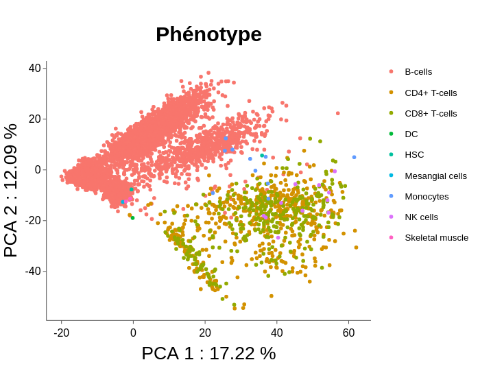 Phénotype
40
20
0
-20
-40
-20
0
20
40
60
PCA 1 : 17.22 %
PCA 2 : 12.09 %
B-cells
CD4+ T-cells
CD8+ T-cells
DC
HSC
Mesangial cells
Monocytes
NK cells
Skeletal muscle